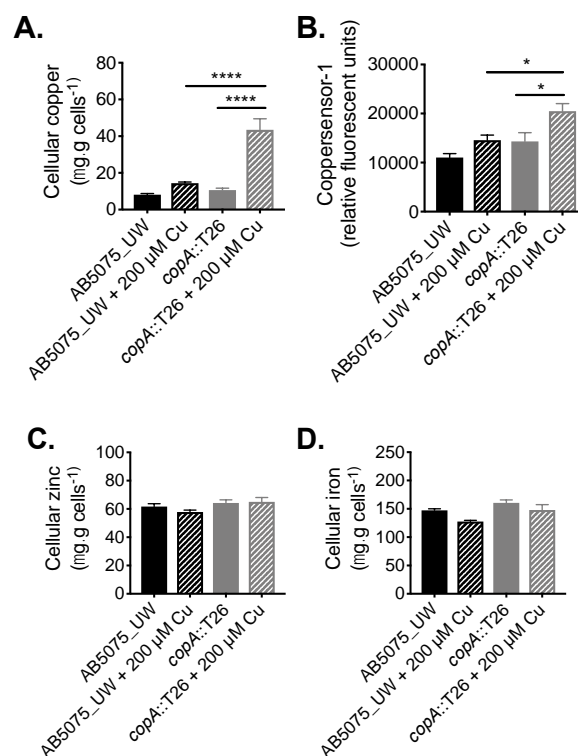 A.
Cellular copper
(mg.g cells-1)
80
60
40
20
0
****
****
AB5075_UW
AB5075_UW + 200 µM Cu
copA::T26
copA::T26 + 200 µM Cu
B.
Coppersensor-1
(relative fluorescent units)
30000
20000
10000
0
*
*
AB5075_UW
AB5075_UW + 200 µM Cu
copA::T26
copA::T26 + 200 µM Cu
C.
Cellular zinc
(mg.g cells-1)
100
80
60
40
20
0
AB5075_UW
AB5075_UW + 200 µM Cu
copA::T26
copA::T26 + 200 µM Cu
D.
Cellular iron
(mg.g cells-1)
250
200
150
100
50
0
AB5075_UW
AB5075_UW + 200 µM Cu
copA::T26
copA::T26 + 200 µM Cu